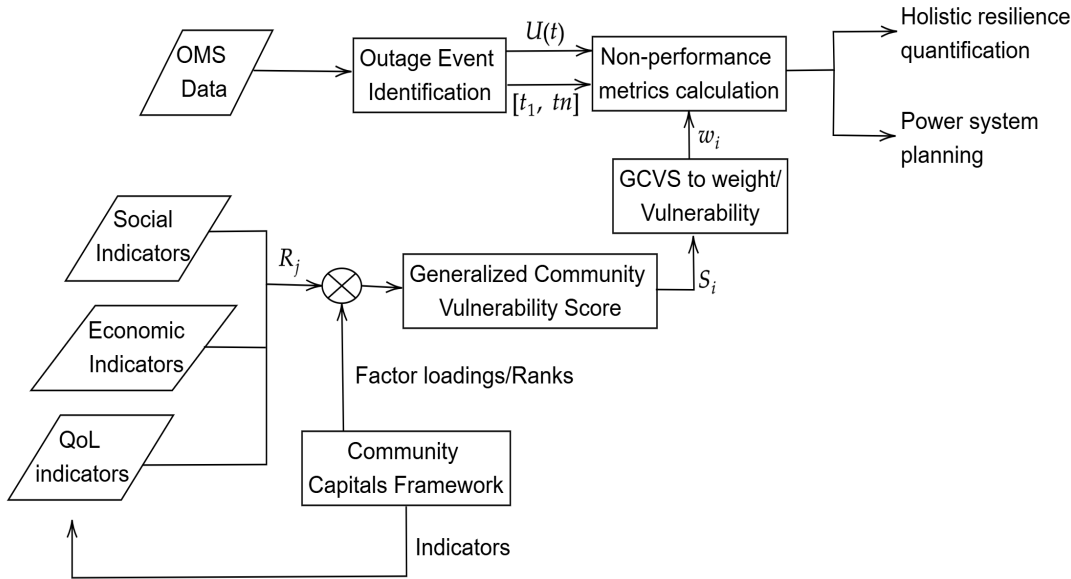 OMS
Data
Outage Event
Identification
U(t)
[t₁, tn]
Non-performance
metrics calculation
Holistic resilience
quantification
Power system
planning
wᵢ
GCVS to weight/
Vulnerability
Social
Indicators
Rⱼ
Generalized Community
Vulnerability Score
Sᵢ
Economic
Indicators
Factor loadings/Ranks
QoL
indicators
Community
Capitals Framework
Indicators